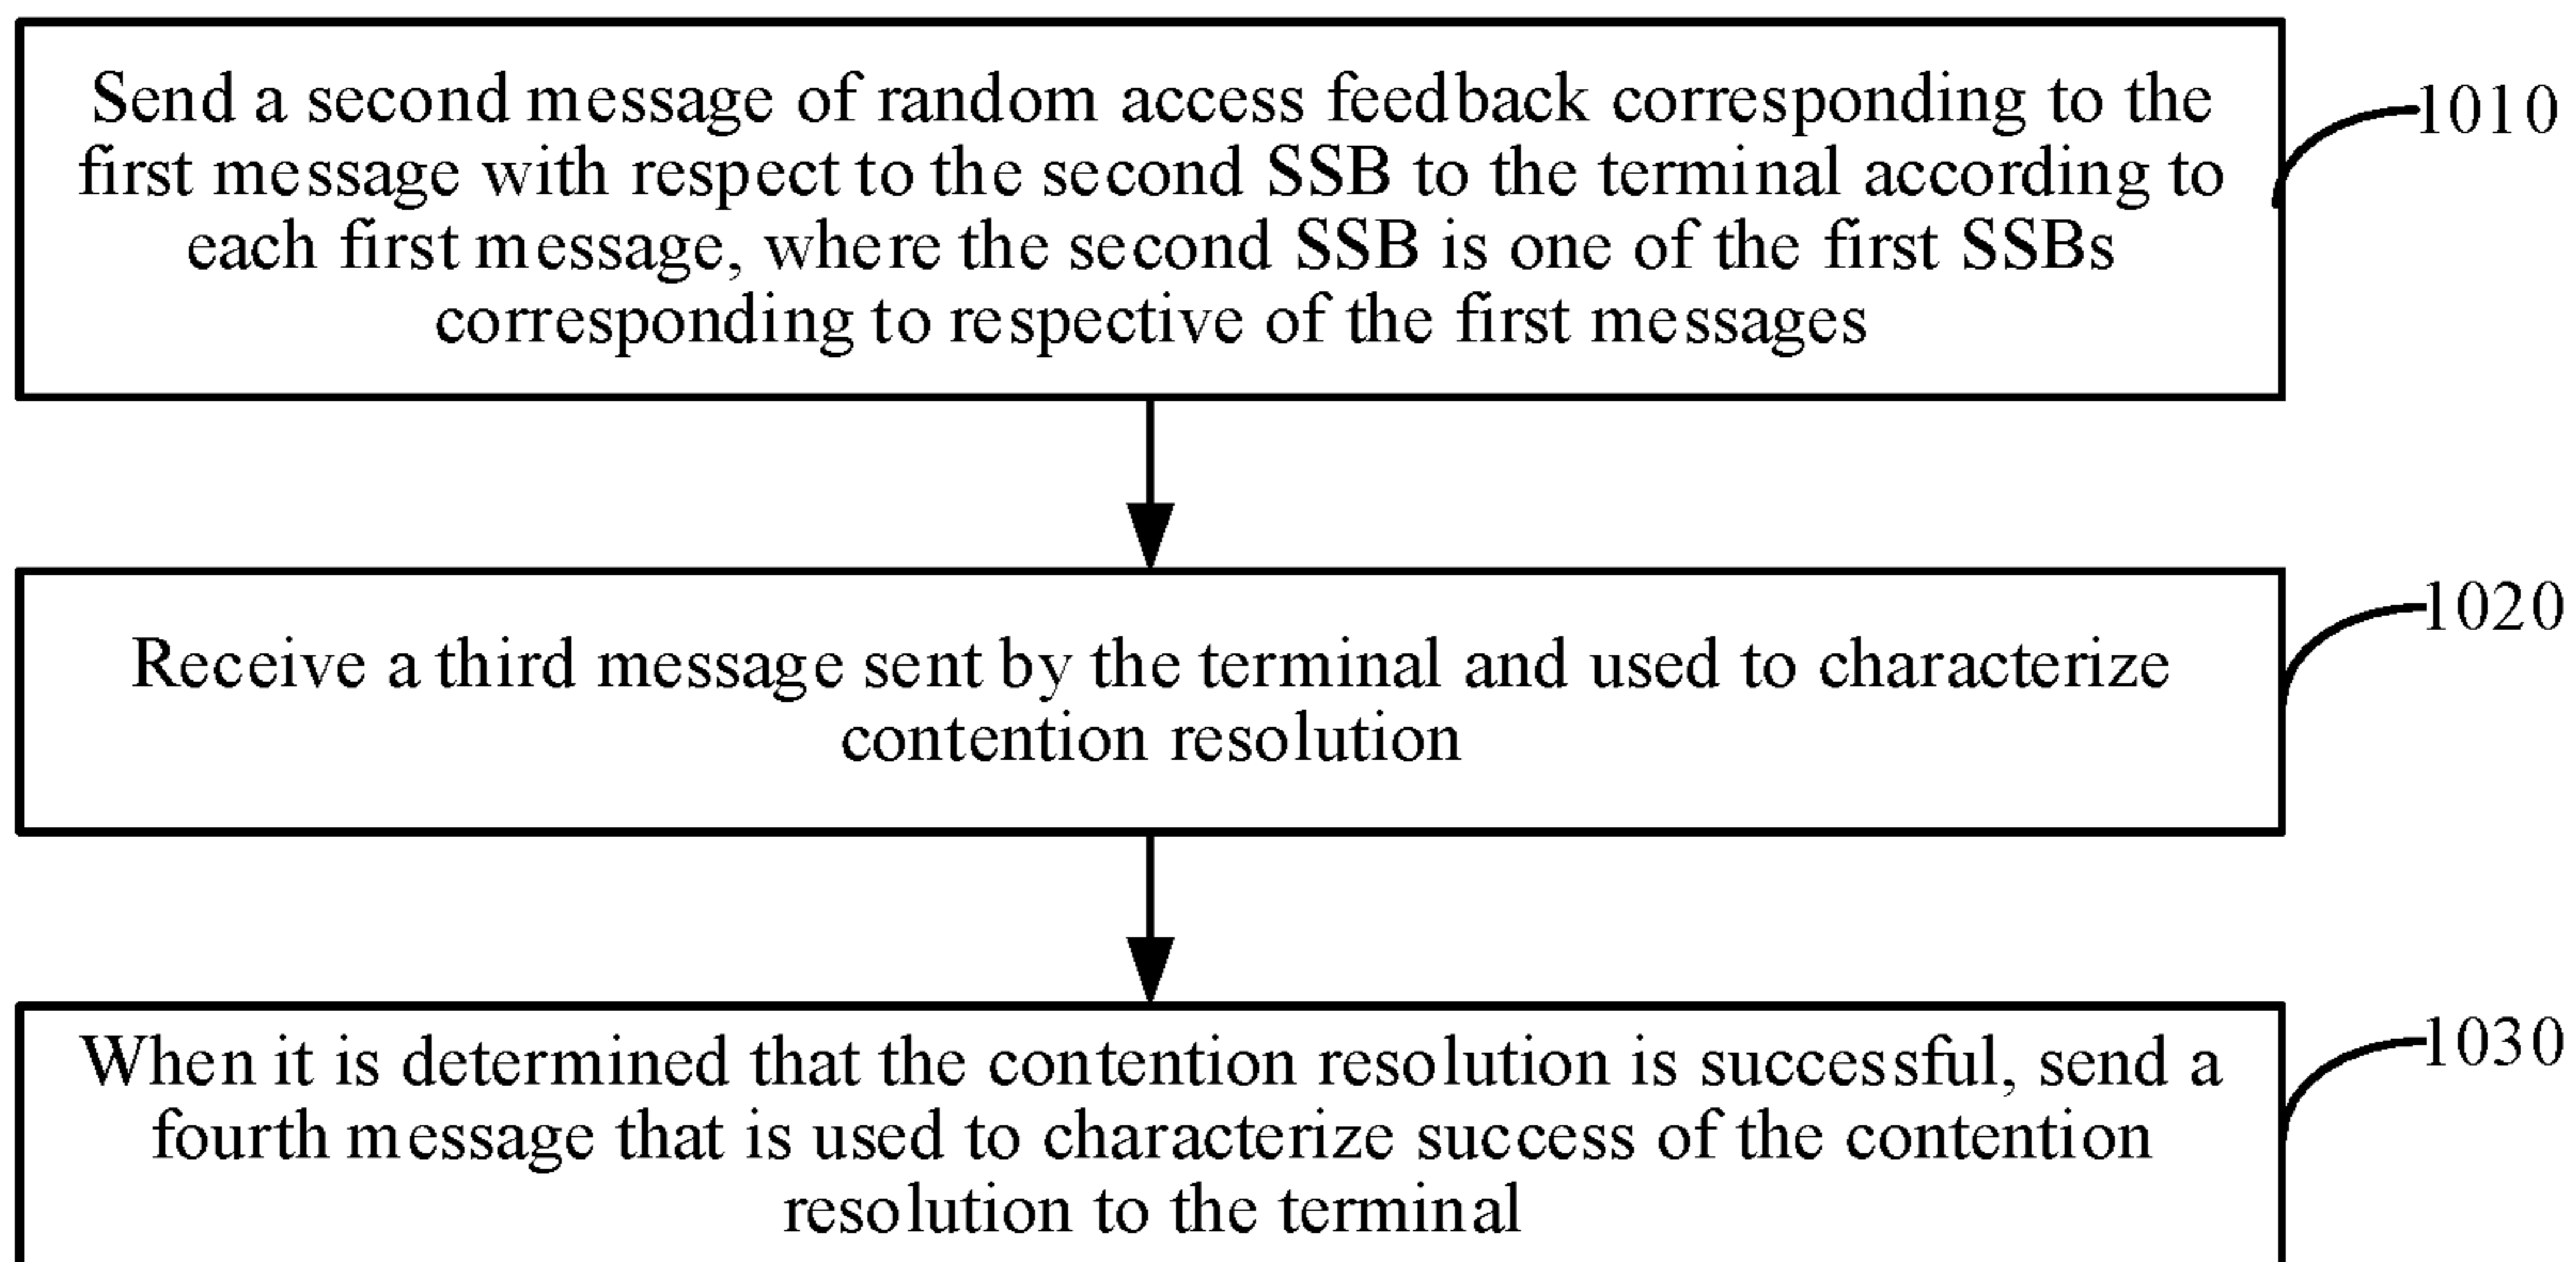 Send a second message of random access feedback corresponding to the
first message with respect to the second SSB to the terminal according to
each first message, where the second SSB is one of the first SSBs
corresponding to respective of the first messages
1010
Receive a third message sent by the terminal and used to characterize
contention resolution
1020
When it is determined that the contention resolution is successful, send a
fourth message that is used to characterize success of the contention
resolution to the terminal
1030